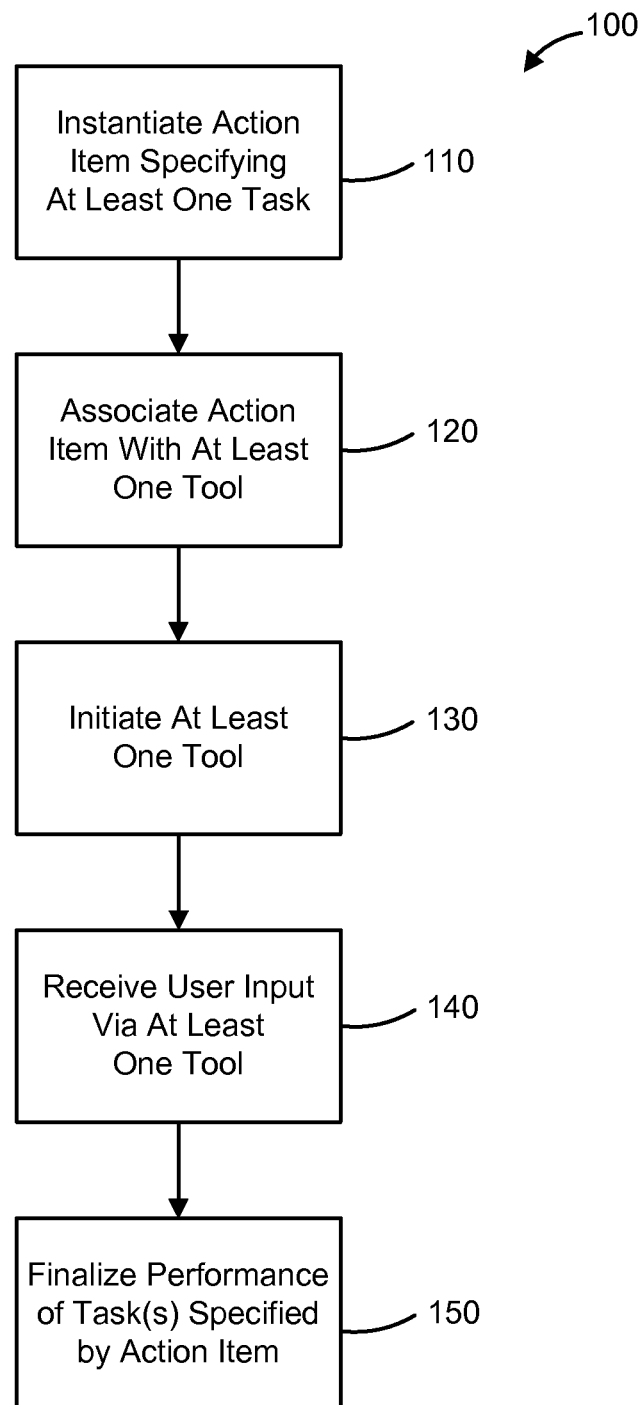 100
Instantiate Action
Item Specifying
At Least One Task
110
Associate Action
Item With At Least
One Tool
120
Initiate At Least
One Tool
130
Receive User Input
Via At Least
One Tool
140
Finalize Performance
of Task(s) Specified
by Action Item
150